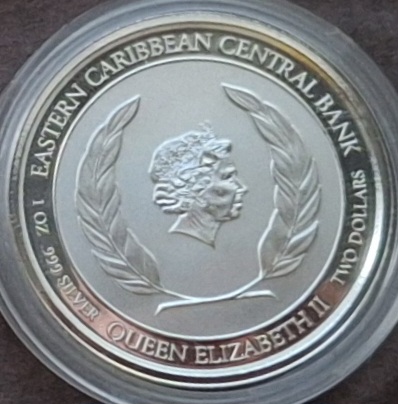 EASTERN CARIBBEAN CENTRAL BANK
TWO DOLLARS
QUEEN ELIZABETH II
999 SILVER
1 OZ